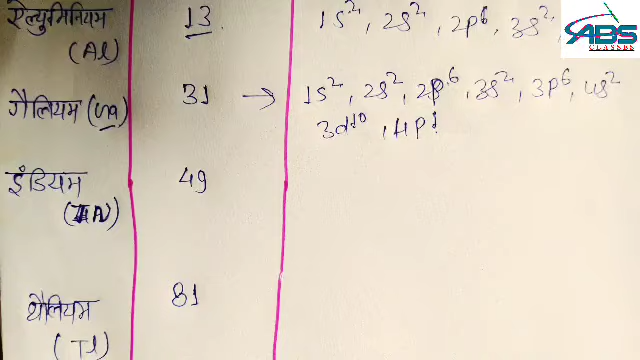 ऐल्युमिनियम 13 1s², 2s², 2p⁶, 3s²,
(Al)
ABS
CLASSES
गैलियम (Ga) 31 → 1s², 2s², 2p⁶, 3s², 3p⁶, 4s²
3d¹⁰, 4p¹
इंडियम 49
(IN)
थैलियम 81
(Tl)